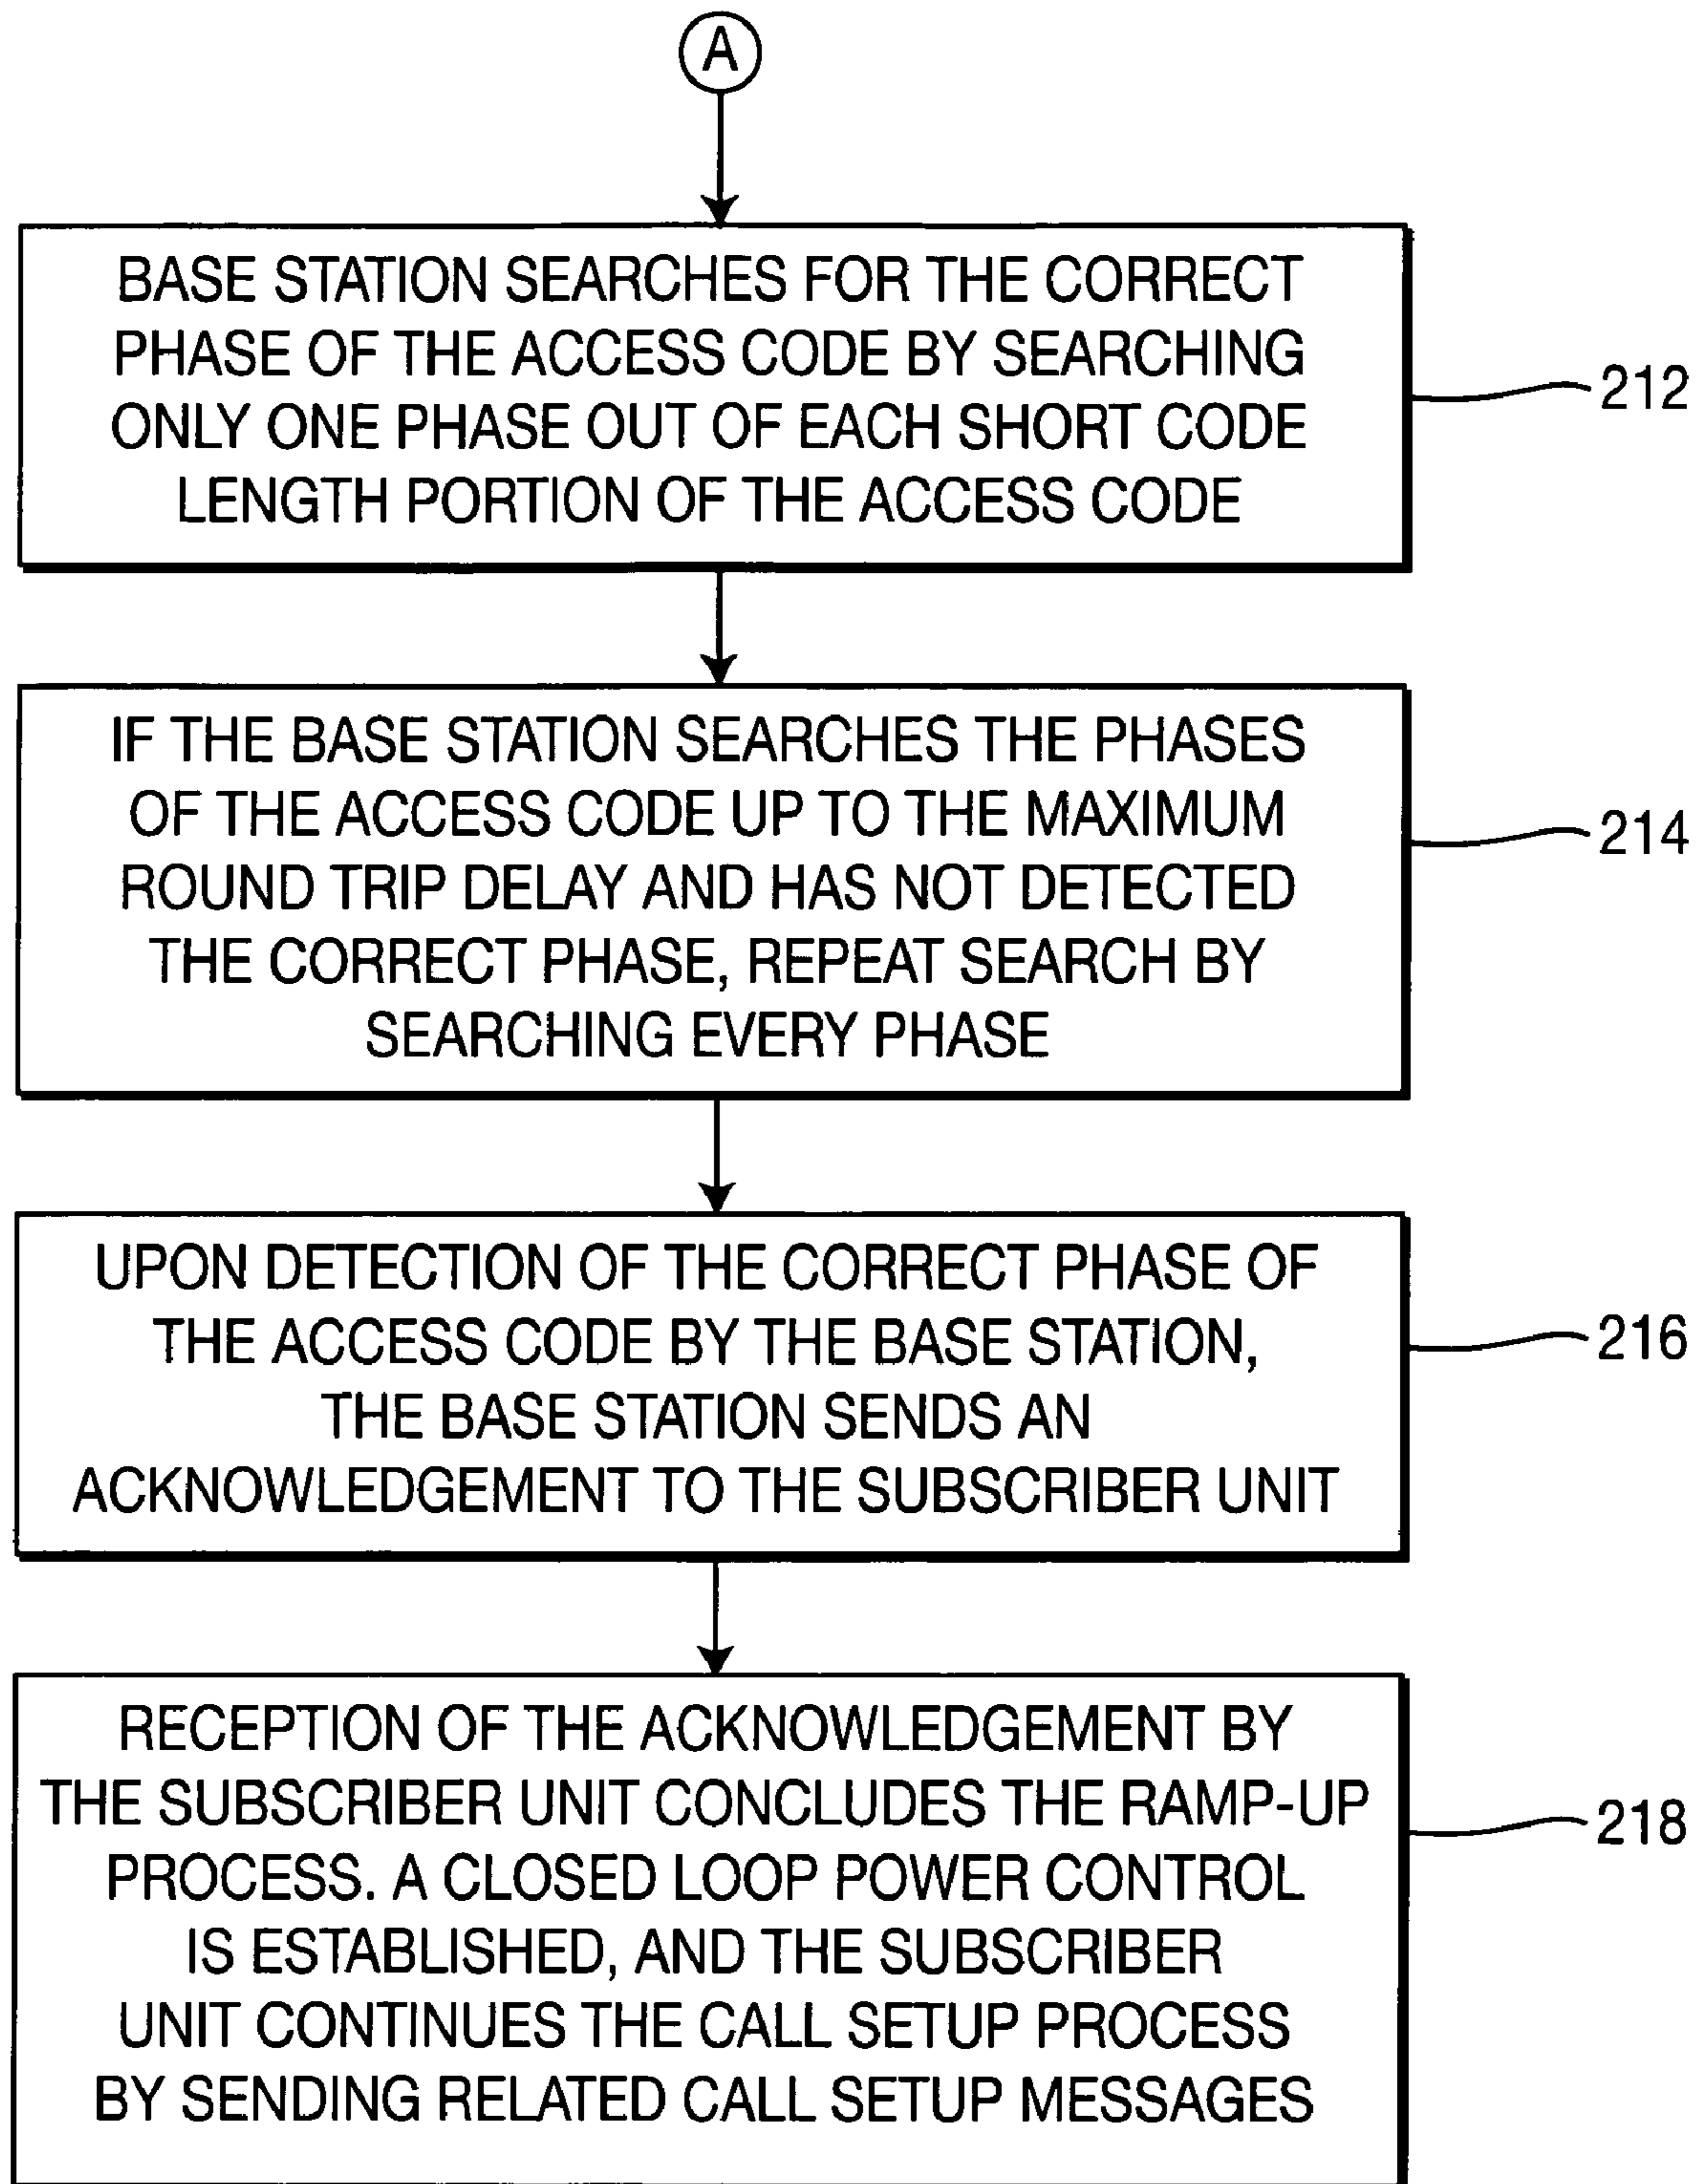 A
BASE STATION SEARCHES FOR THE CORRECT
PHASE OF THE ACCESS CODE BY SEARCHING
ONLY ONE PHASE OUT OF EACH SHORT CODE
LENGTH PORTION OF THE ACCESS CODE
212
IF THE BASE STATION SEARCHES THE PHASES
OF THE ACCESS CODE UP TO THE MAXIMUM
ROUND TRIP DELAY AND HAS NOT DETECTED
THE CORRECT PHASE, REPEAT SEARCH BY
SEARCHING EVERY PHASE
214
UPON DETECTION OF THE CORRECT PHASE OF
THE ACCESS CODE BY THE BASE STATION,
THE BASE STATION SENDS AN
ACKNOWLEDGEMENT TO THE SUBSCRIBER UNIT
216
RECEPTION OF THE ACKNOWLEDGEMENT BY
THE SUBSCRIBER UNIT CONCLUDES THE RAMP-UP
PROCESS. A CLOSED LOOP POWER CONTROL
IS ESTABLISHED, AND THE SUBSCRIBER
UNIT CONTINUES THE CALL SETUP PROCESS
BY SENDING RELATED CALL SETUP MESSAGES
218